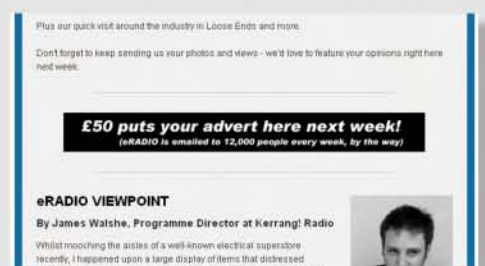 Plus our quick visit around the industry in Loose Ends and more.
Don't forget to keep sending us your photos and views - we'd love to feature your opinions right here
next week.
£50 puts your advert here next week!
(eRADIO is emailed to 12,000 people every week, by the way)
eRADIO VIEWPOINT
By James Walshe, Programme Director at Kerrang! Radio
Whilst mooching the aisles of a well-known electrical superstore
recently, I happened upon a large display of items that distressed